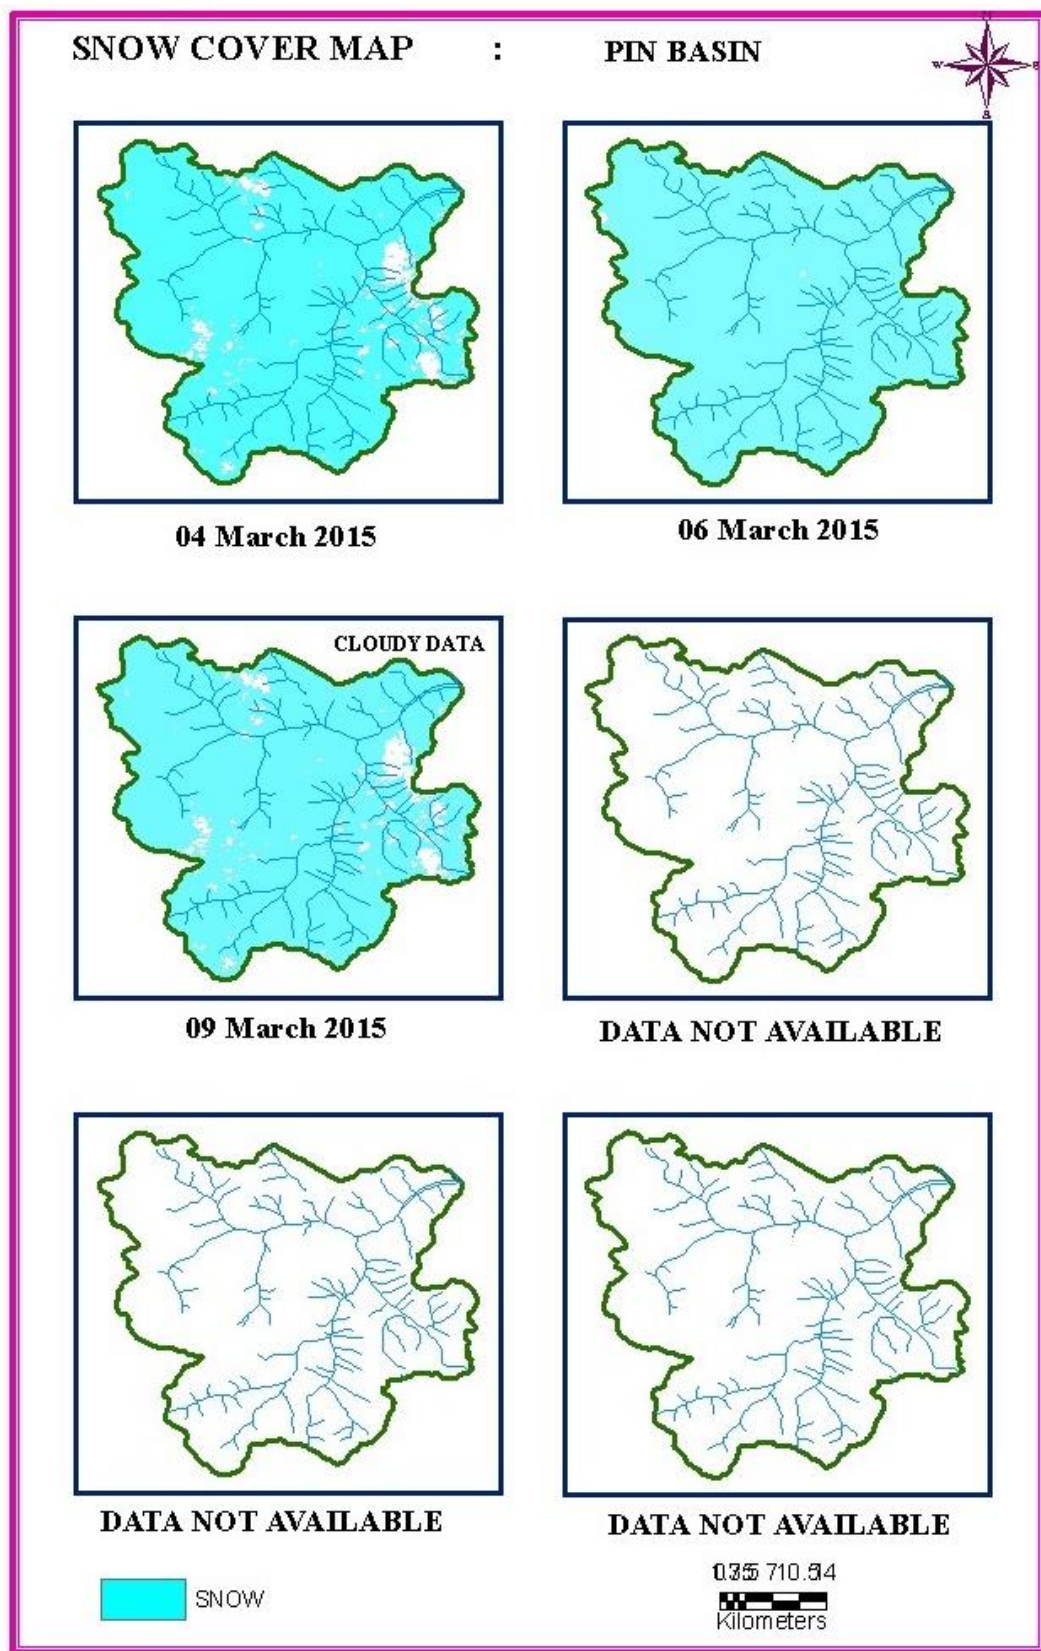 SNOW COVER MAP : PIN BASIN
N
W E
S
04 March 2015 06 March 2015
CLOUDY DATA
09 March 2015 DATA NOT AVAILABLE
DATA NOT AVAILABLE DATA NOT AVAILABLE
SNOW
Kilometers